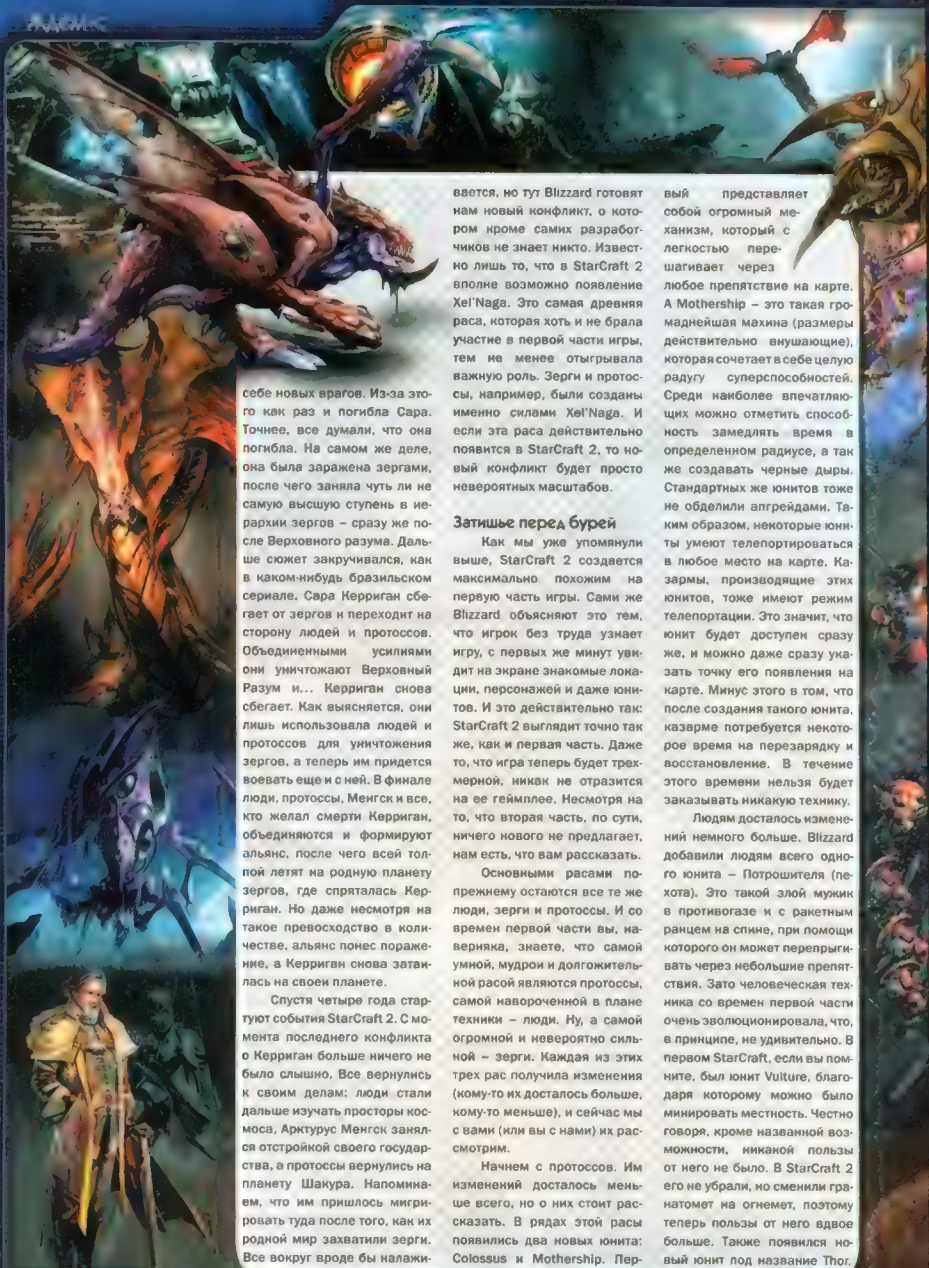 себе новых врагов. Из-за это-
го как раз и погибла Сара.
Точнее, все думали, что она
погибла. На самом же деле,
она была заражена зергами,
после чего заняла чуть ли не
самую высшую ступень в ие-
рархии зергов – сразу же по-
сле Верховного разума. Даль-
ше сюжет закручивался, как
в каком-нибудь бразильском
сериале. Сара Керриган сбе-
гает от зергов и переходит на
сторону людей и протоссов.
Объединенными усилиями
они уничтожают Верховный
Разум и... Керриган снова
сбегает. Как выясняется, они
лишь использовала людей и
протоссов для уничтожения
зергов, а теперь им придется
воевать еще и с ней. В финале
люди, протоссы, Менгск и все,
кто желал смерти Керриган,
объединяются и формируют
альянс, после чего всей тол-
пой летят на родную планету
зергов, где спряталась Кер-
риган. Но даже несмотря на
такое превосходство в коли-
честве, альянс понес пораже-
ние, а Керриган снова затаи-
лась на своей планете.
Спустя четыре года стар-
туют события StarCraft 2. С мо-
мента последнего конфликта
о Керриган больше ничего не
было слышно. Все вернулись
к своим делам: люди стали
дальше изучать просторы кос-
моса, Арктурус Менгск занял-
ся отстройкой своего государ-
ства, а протоссы вернулись на
планету Шакура. Напомина-
ем, что им пришлось мигри-
ровать туда после того, как их
родной мир захватили зерги.
Все вокруг вроде бы налажи-
вается, но тут Blizzard готовят
нам новый конфликт, о кото-
ром кроме самих разработ-
чиков не знает никто. Извест-
но лишь то, что в StarCraft 2
вполне возможно появление
Xel'Naga. Это самая древняя
раса, которая хоть и не брала
участие в первой части игры,
тем не менее отыгрывала
важную роль. Зерги и протос-
сы, например, были созданы
именно силами Xel'Naga. И
если эта раса действительно
появится в StarCraft 2, то но-
вый конфликт будет просто
невероятных масштабов.
Затишье перед бурей
Как мы уже упомянули
выше, StarCraft 2 создается
максимально похожим на
первую часть игры. Сами же
Blizzard объясняют это тем,
что игрок без труда узнает
игру, с первых же минут уви-
дит на экране знакомые лока-
ции, персонажей и даже юни-
тов. И это действительно так:
StarCraft 2 выглядит точно так
же, как и первая часть. Даже
то, что игра теперь будет трех-
мерной, никак не отразится
на ее геймплее. Несмотря на
то, что вторая часть, по сути,
ничего нового не предлагает,
нам есть, что вам рассказать.
Основными расами по-
прежнему остаются все те же
люди, зерги и протоссы. И со
времен первой части вы, на-
верняка, знаете, что самой
умной, мудрой и долгожитель-
ной расой являются протоссы,
самой навороченной в плане
техники – люди. Ну, а самой
огромной и невероятно силь-
ной – зерги. Каждая из этих
трех рас получила изменения
(кому-то их досталось больше,
кому-то меньше), и сейчас мы
с вами (или вы с нами) их рас-
смотрим.
Начнем с протоссов. Им
изменений досталось мень-
ше всего, но о них стоит рас-
сказать. В рядах этой расы
появились два новых юнита:
Colossus и Mothership. Пер-
вый представляет
собой огромный ме-
ханизм, который с
легкостью пере-
шагивает через
любое препятствие на карте.
А Mothership – это такая гро-
маднейшая махина (размеры
действительно внушающие),
которая сочетает в себе целую
радугу суперспособностей.
Среди наиболее впечатляю-
щих можно отметить способ-
ность замедлять время в
определенном радиусе, а так
же создавать черные дыры.
Стандартных же юнитов тоже
не обделили апгрейдами. Та-
ким образом, некоторые юни-
ты умеют телепортироваться
в любое место на карте. Ка-
зармы, производящие этих
юнитов, тоже имеют режим
телепортации. Это значит, что
юнит будет доступен сразу
же, и можно даже сразу ука-
зать точку его появления на
карте. Минус этого в том, что
после создания такого юнита,
казарме потребуется некото-
рое время на перезарядку и
восстановление. В течение
этого времени нельзя будет
заказывать никакую технику.
Людям досталось измене-
ний немного больше. Blizzard
добавили людям всего одно-
го юнита – Потрошителя (пе-
хота). Это такой злой мужик
в противогазе и с ракетным
ранцем на спине, при помощи
которого он может перепрыги-
вать через небольшие препят-
ствия. Зато человеческая тех-
ника со времен первой части
очень эволюционировала, что,
в принципе, не удивительно. В
первом StarCraft, если вы пом-
ните, был юнит Vulture, благо-
даря которому можно было
минировать местность. Честно
говоря, кроме названной воз-
можности, никакой пользы
от него не было. В StarCraft 2
его не убрали, но сменили гра-
натомет на огнемет, поэтому
теперь пользы от него вдвое
больше. Также появился но-
вый юнит под название Thor.